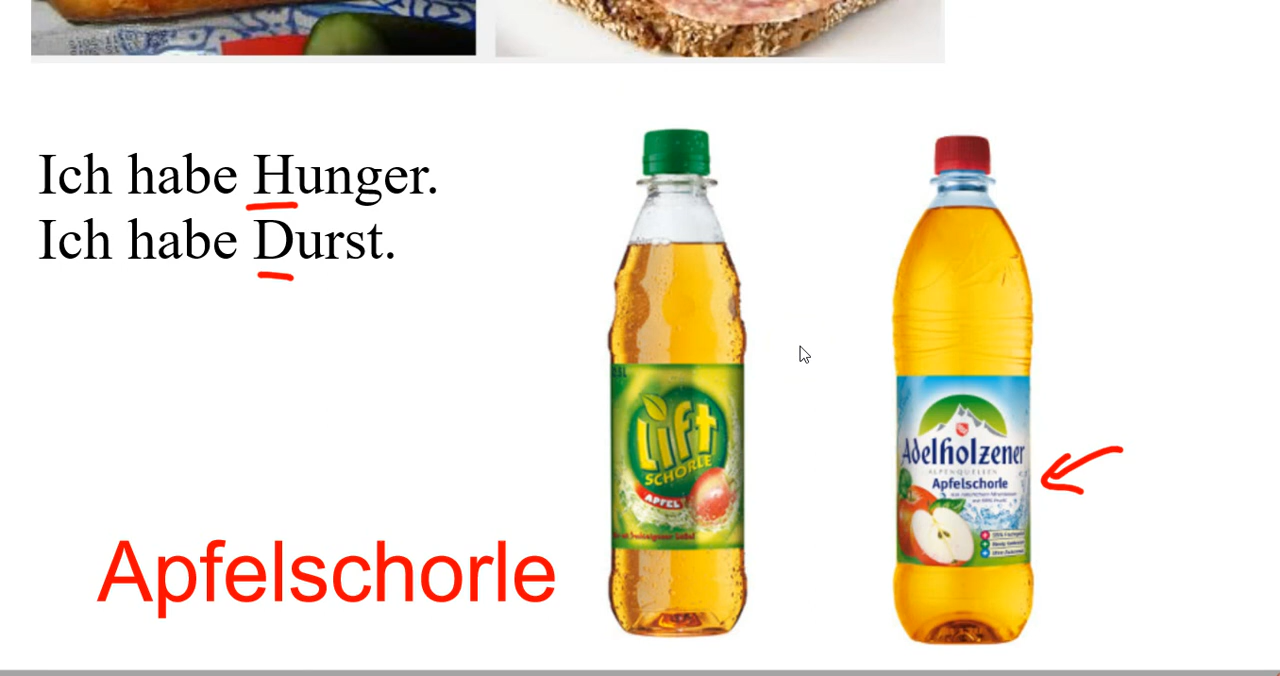 Ich habe Hunger.
Ich habe Durst.
Lift
SCHORLE
APFEL
Adelholzener
ALPENQUELLEN
Apfelschorle
Apfelschorle